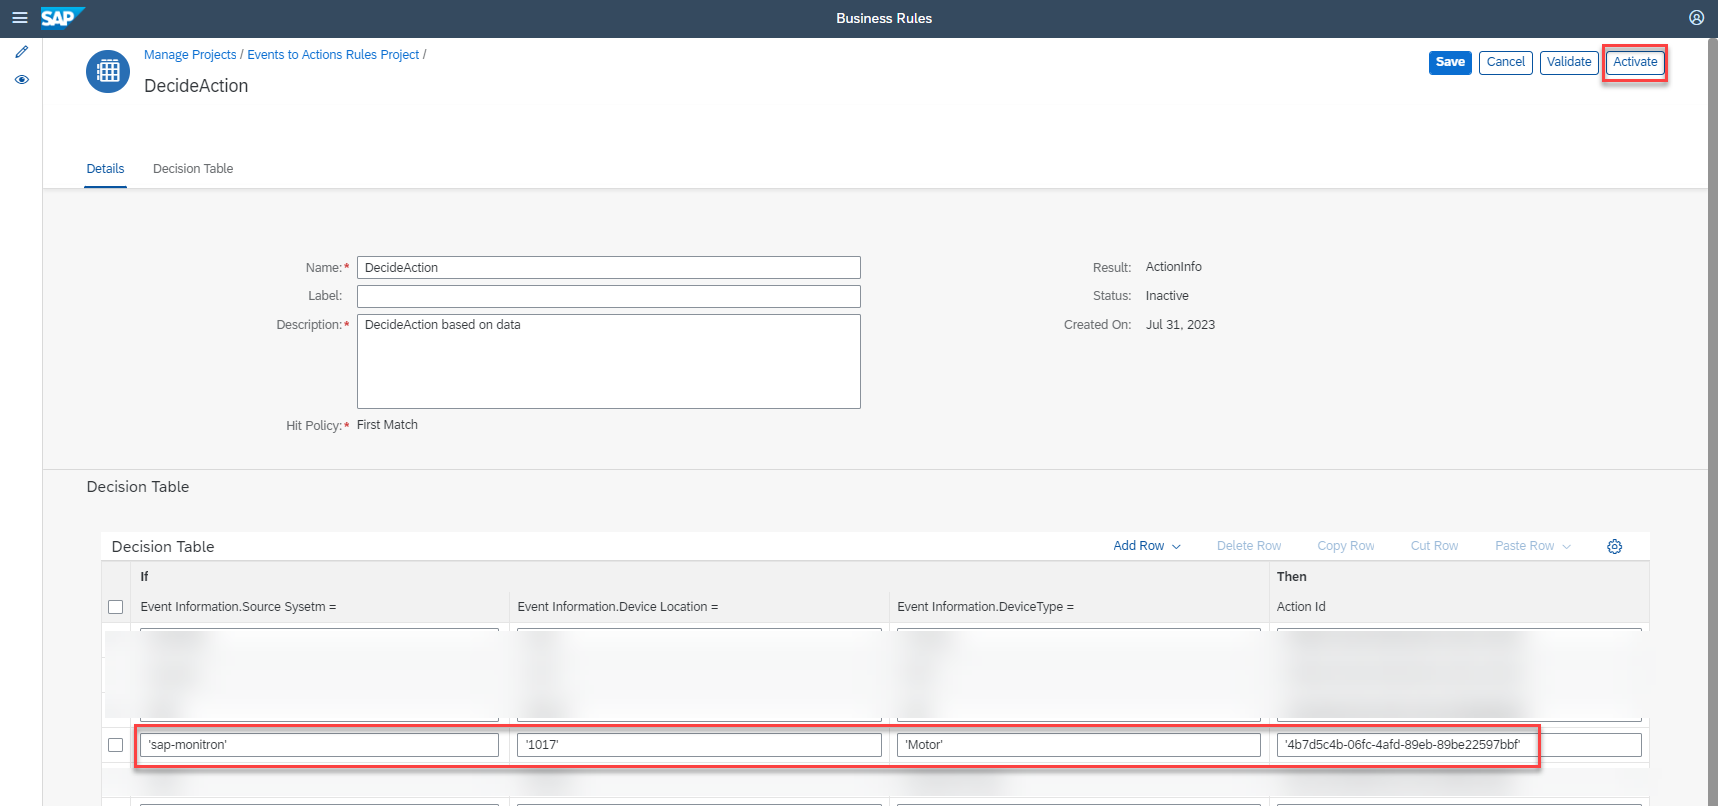 SAP
Business Rules
Manage Projects / Events to Actions Rules Project /
DecideAction
Save
Cancel
Validate
Activate
Details
Decision Table
Name:*
DecideAction
Label:
Description:*
DecideAction based on data
Hit Policy:*
First Match
Result:
ActionInfo
Status:
Inactive
Created On:
Jul 31, 2023
Decision Table
Decision Table
Add Row
Delete Row
Copy Row
Cut Row
Paste Row
If
Then
Event Information.Source Sysetm =
Event Information.Device Location =
Event Information.DeviceType =
Action Id
'sap-monitron'
'1017'
'Motor'
'4b7d5c4b-06fc-4afd-89eb-89be22597bbf'